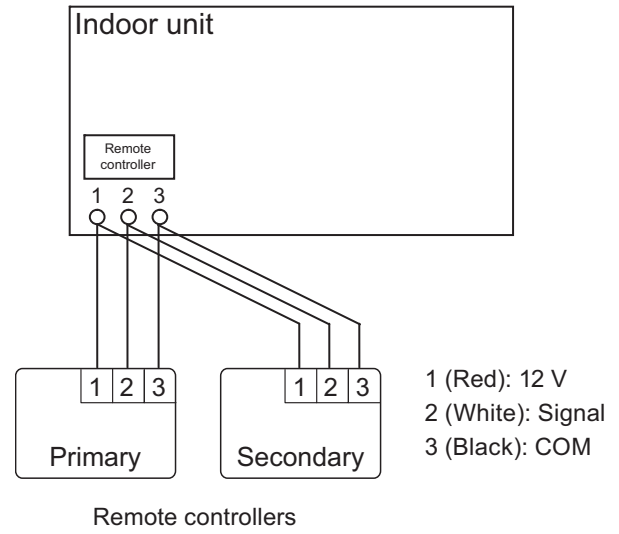 Indoor unit
Remote
controller
1 2 3
1 2 3
Primary
1 2 3
Secondary
1 (Red): 12 V
2 (White): Signal
3 (Black): COM
Remote controllers